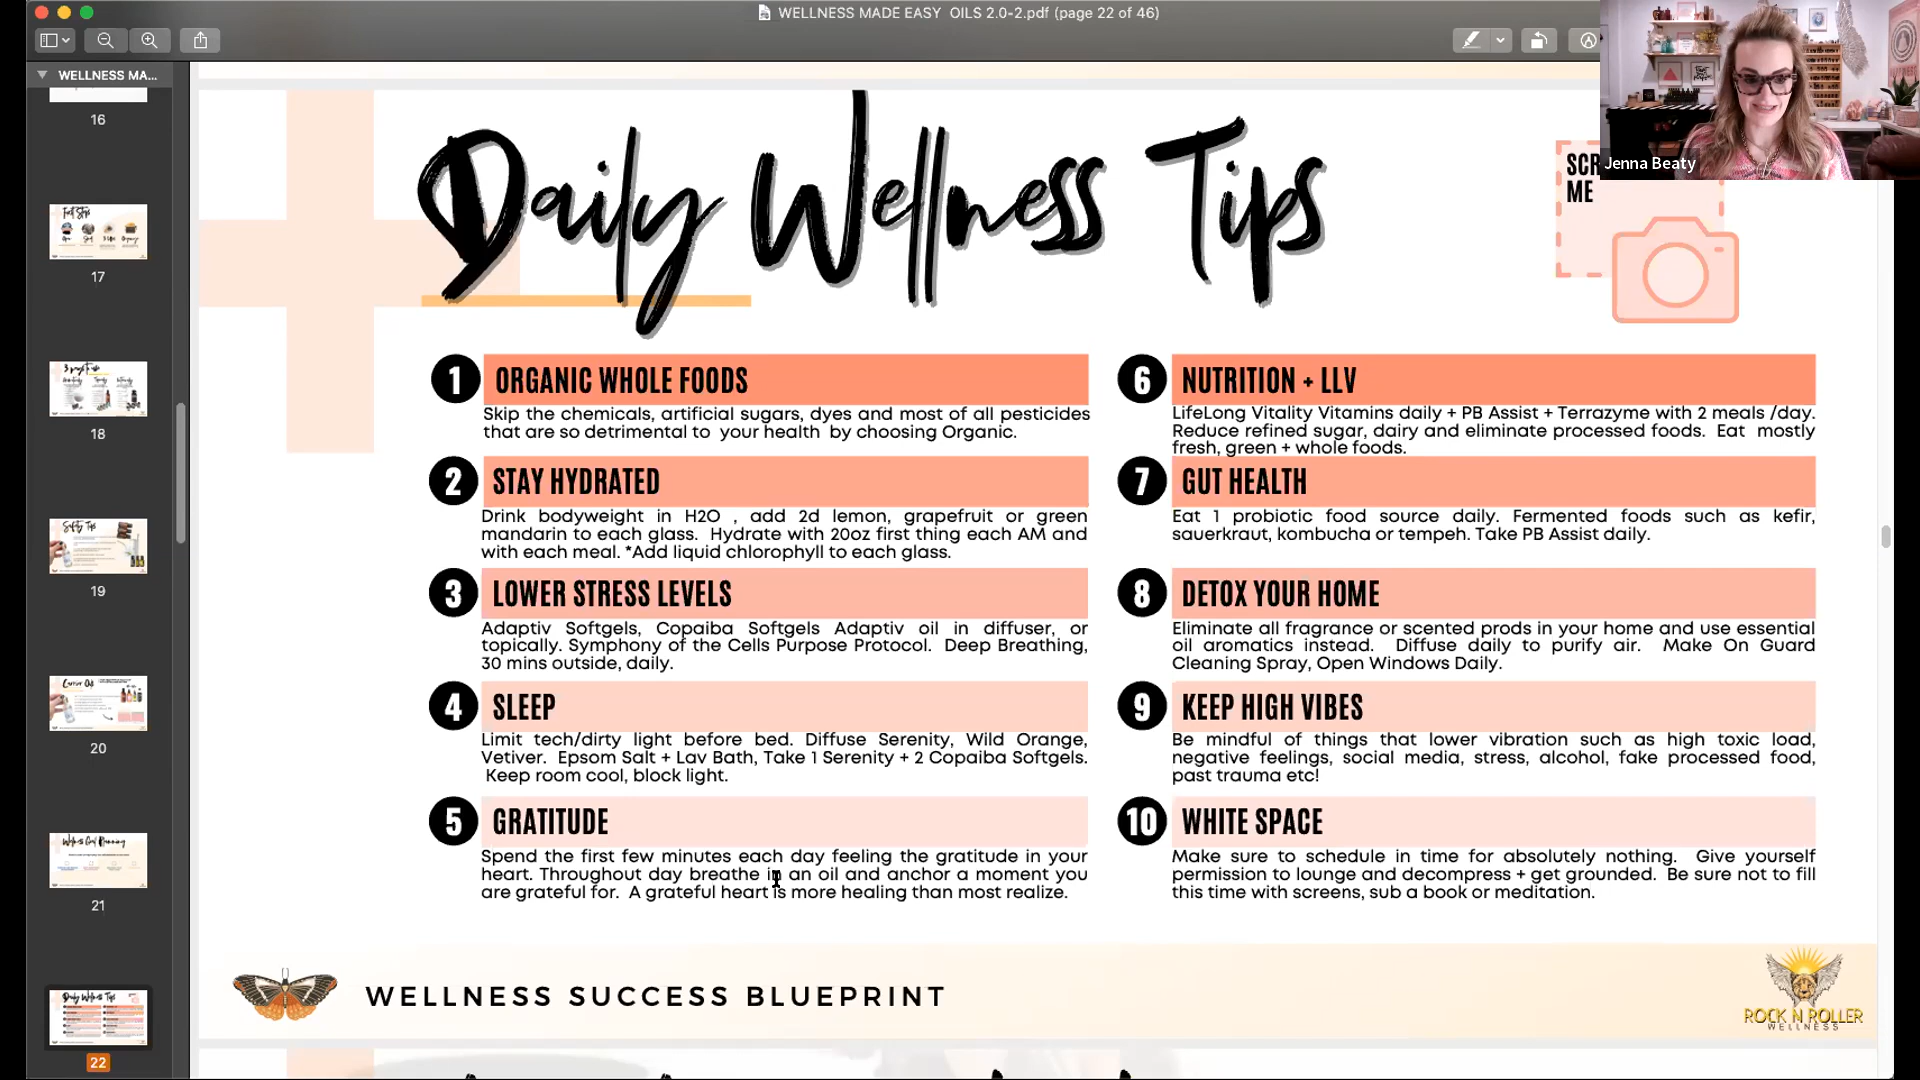 WELLNESS MADE EASY  OILS 2.0-2.pdf (page 22 of 46)
WELLNESS MA...
16
17
18
19
20
21
22
Jenna Beaty
Daily Wellness Tips
ME
1 ORGANIC WHOLE FOODS
Skip the chemicals, artificial sugars, dyes and most of all pesticides
that are so detrimental to your health by choosing Organic.
2 STAY HYDRATED
Drink bodyweight in H2O , add 2d lemon, grapefruit or green
mandarin to each glass. Hydrate with 20oz first thing each AM and
with each meal. *Add liquid chlorophyll to each glass.
3 LOWER STRESS LEVELS
Adaptiv Softgels, Copaiba Softgels Adaptiv oil in diffuser, or
topically. Symphony of the Cells Purpose Protocol. Deep Breathing,
30 mins outside, daily.
4 SLEEP
Limit tech/dirty light before bed. Diffuse Serenity, Wild Orange,
Vetiver. Epsom Salt + Lav Bath, Take 1 Serenity + 2 Copaiba Softgels.
Keep room cool, block light.
5 GRATITUDE
Spend the first few minutes each day feeling the gratitude in your
heart. Throughout day breathe in an oil and anchor a moment you
are grateful for. A grateful heart is more healing than most realize.
6 NUTRITION + LLV
LifeLong Vitality Vitamins daily + PB Assist + Terrazyme with 2 meals /day.
Reduce refined sugar, dairy and eliminate processed foods. Eat mostly
fresh, green + whole foods.
7 GUT HEALTH
Eat 1 probiotic food source daily. Fermented foods such as kefir,
sauerkraut, kombucha or tempeh. Take PB Assist daily.
8 DETOX YOUR HOME
Eliminate all fragrance or scented prods in your home and use essential
oil aromatics instead. Diffuse daily to purify air. Make On Guard
Cleaning Spray, Open Windows Daily.
9 KEEP HIGH VIBES
Be mindful of things that lower vibration such as high toxic load,
negative feelings, social media, stress, alcohol, fake processed food,
past trauma etc!
10 WHITE SPACE
Make sure to schedule in time for absolutely nothing. Give yourself
permission to lounge and decompress + get grounded. Be sure not to fill
this time with screens, sub a book or meditation.
WELLNESS SUCCESS BLUEPRINT
ROCK N ROLLER
WELLNESS